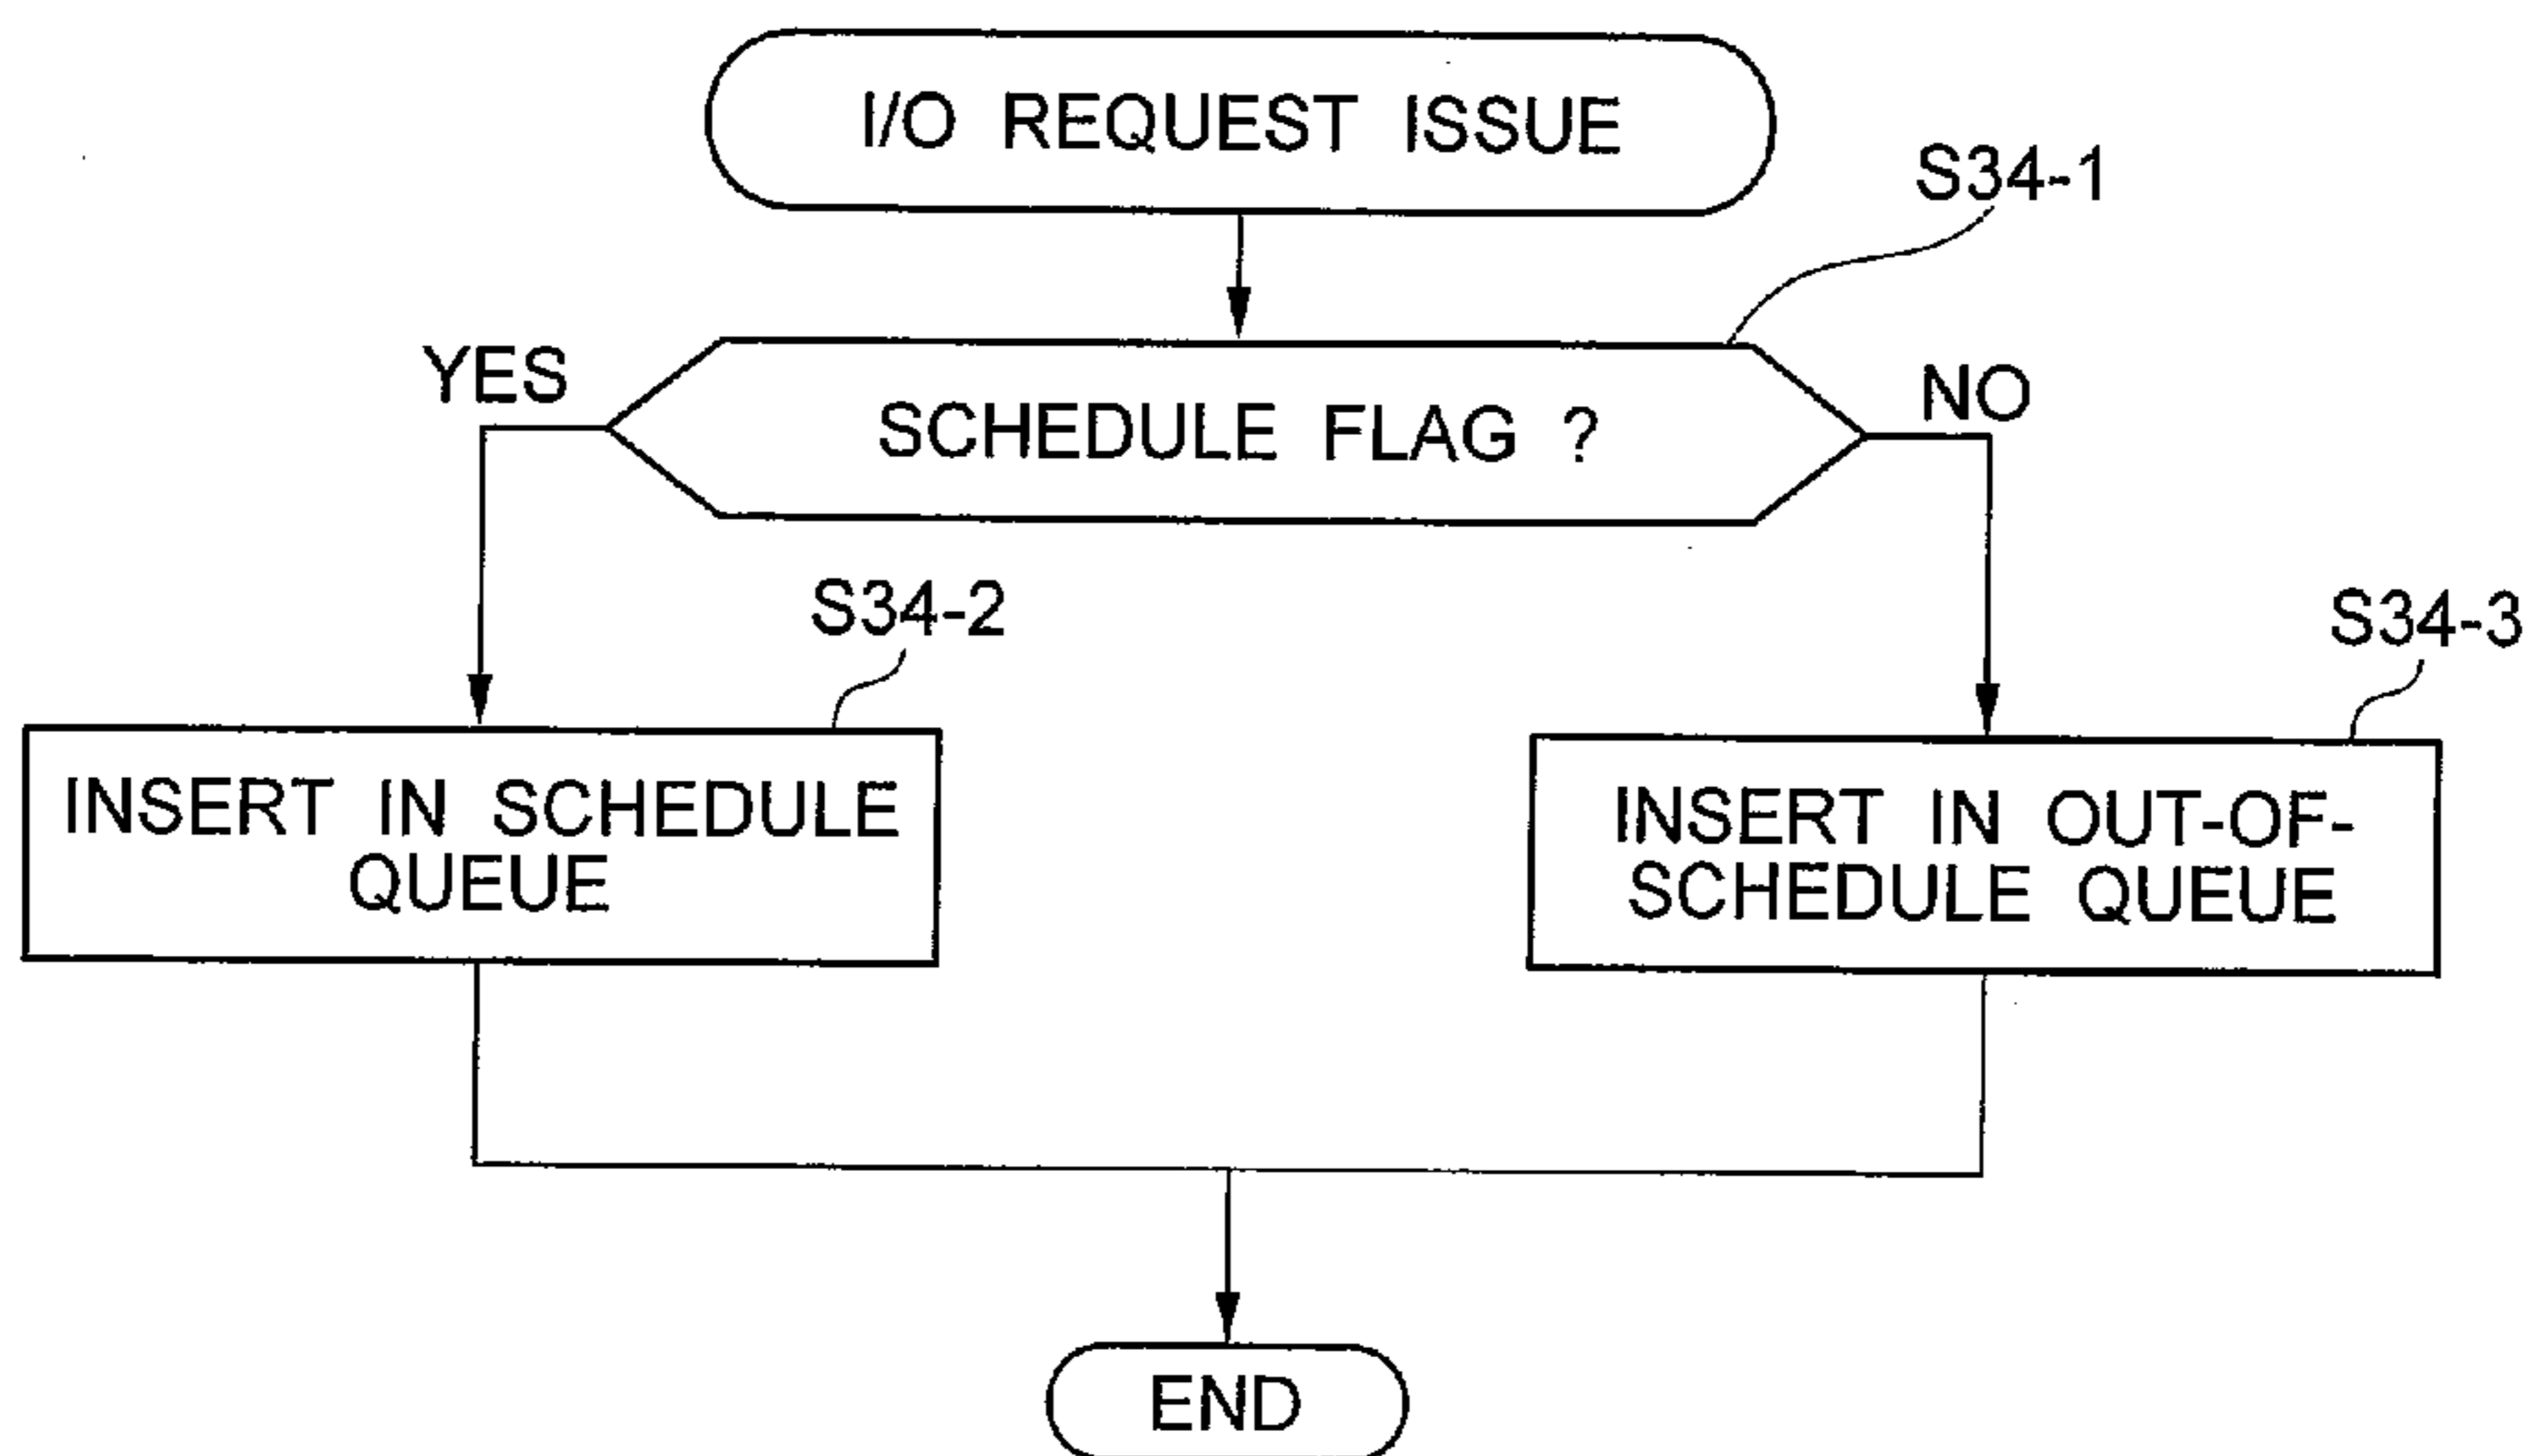 I/O REQUEST ISSUE
S34-1
YES
NO
SCHEDULE FLAG ?
S34-2
S34-3
INSERT IN SCHEDULE
QUEUE
INSERT IN OUT-OF-
SCHEDULE QUEUE
END